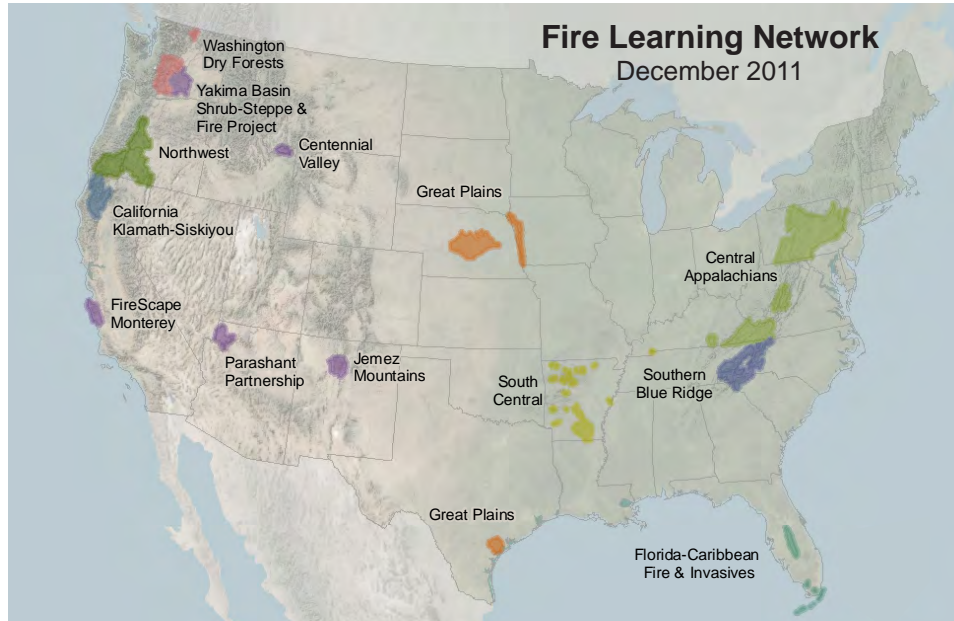 Fire Learning Network
December 2011
Washington
Dry Forests
Yakima Basin
Shrub-Steppe &
Fire Project
Northwest
Centennial
Valley
Great Plains
California
Klamath-Siskiyou
Central
Appalachians
FireScape
Monterey
Parashant
Partnership
Jemez
Mountains
South
Central
Southern
Blue Ridge
Great Plains
Florida-Caribbean
Fire & Invasives